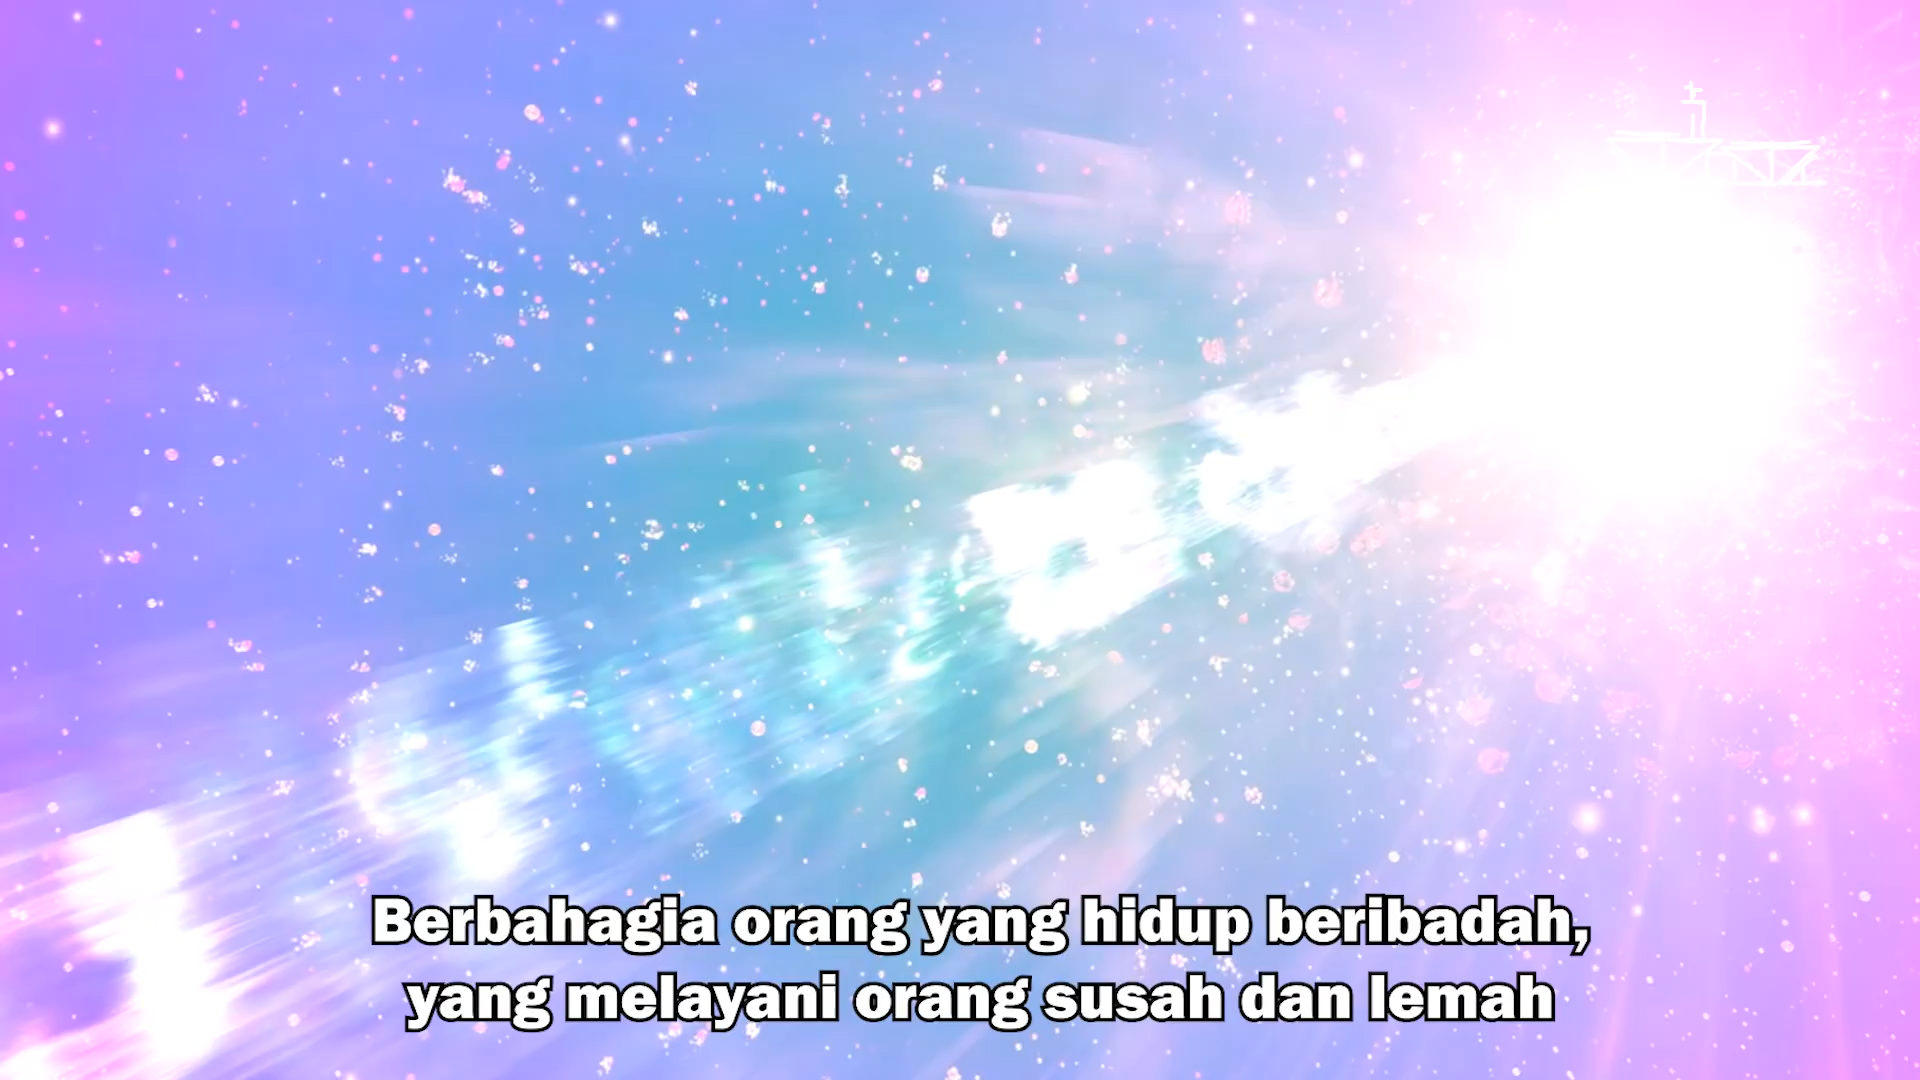 Berbahagia orang yang hidup beribadah,
yang melayani orang susah dan lemah